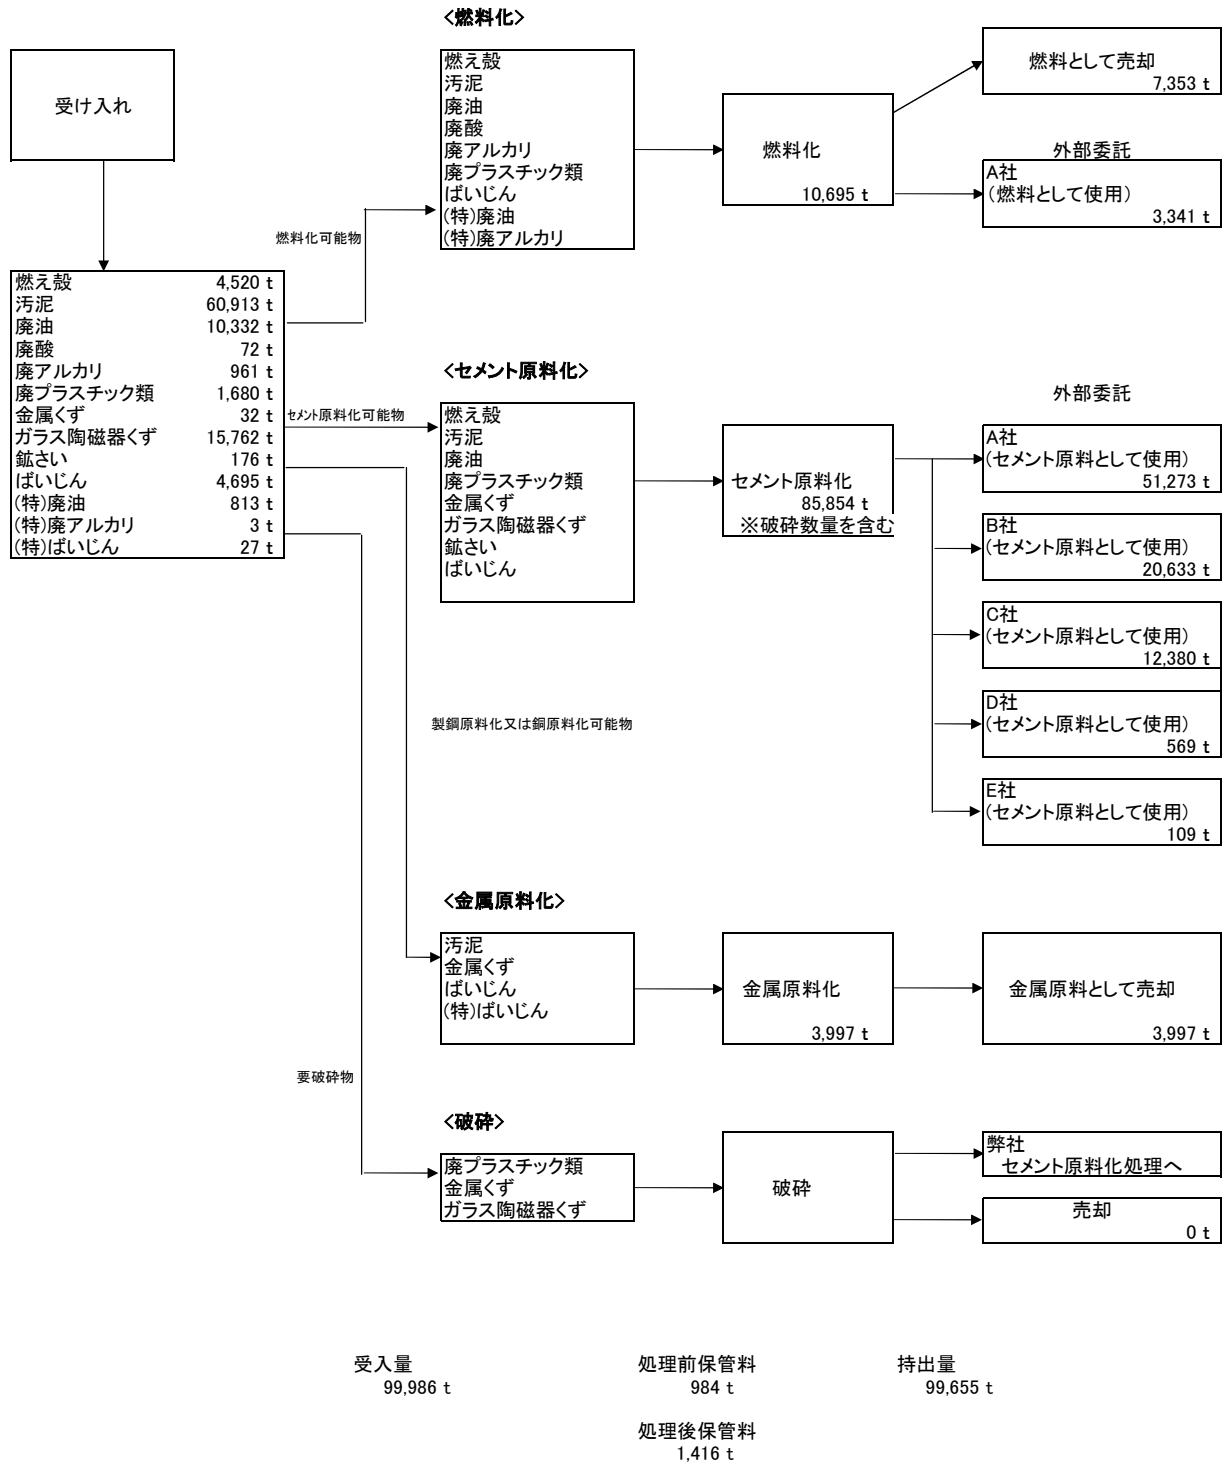 受け入れ
燃え殻 4,520 t
汚泥 60,913 t
廃油 10,332 t
廃酸 72 t
廃アルカリ 961 t
廃プラスチック類 1,680 t
金属くず 32 t
ガラス陶磁器くず 15,762 t
鉱さい 176 t
ばいじん 4,695 t
(特)廃油 813 t
(特)廃アルカリ 3 t
(特)ばいじん 27 t
燃料化可能物
<燃料化>
燃え殻
汚泥
廃油
廃酸
廃アルカリ
廃プラスチック類
ばいじん
(特)廃油
(特)廃アルカリ
燃料化
10,695 t
燃料として売却
7,353 t
外部委託
A社
(燃料として使用)
3,341 t
セメント原料化可能物
<セメント原料化>
燃え殻
汚泥
廃油
廃プラスチック類
金属くず
ガラス陶磁器くず
鉱さい
ばいじん
セメント原料化
85,854 t
※破砕数量を含む
外部委託
A社
(セメント原料として使用)
51,273 t
B社
(セメント原料として使用)
20,633 t
C社
(セメント原料として使用)
12,380 t
D社
(セメント原料として使用)
569 t
E社
(セメント原料として使用)
109 t
製鋼原料化又は銅原料化可能物
<金属原料化>
汚泥
金属くず
ばいじん
(特)ばいじん
金属原料化
3,997 t
金属原料として売却
3,997 t
要破砕物
<破砕>
廃プラスチック類
金属くず
ガラス陶磁器くず
破砕
弊社
セメント原料化処理へ
売却
0 t
受入量
99,986 t
処理前保管料
984 t
持出量
99,655 t
処理後保管料
1,416 t